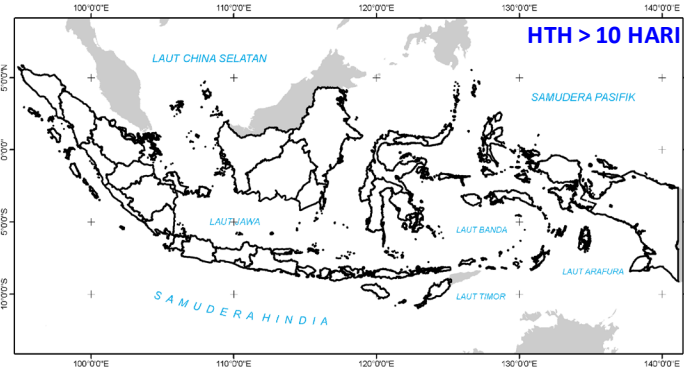 100°0'0"E 110°0'0"E 120°0'0"E 130°0'0"E 140°0'0"E
HTH > 10 HARI
LAUT CHINA SELATAN
5°0'0"N
SAMUDERA PASIFIK
0°0'0"
5°0'0"S
LAUT JAWA
LAUT BANDA
LAUT ARAFURA
10°0'0"S
LAUT TIMOR
SAMUDERA HINDIA
100°0'0"E 110°0'0"E 120°0'0"E 130°0'0"E 140°0'0"E